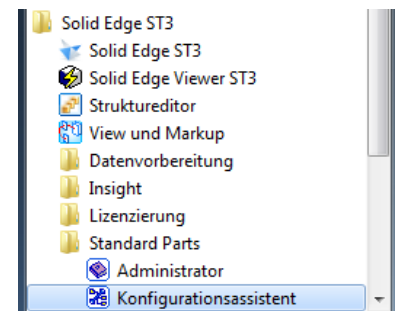 Solid Edge ST3
Solid Edge ST3
Solid Edge Viewer ST3
Struktureditor
View und Markup
Datenvorbereitung
Insight
Lizenzierung
Standard Parts
Administrator
Konfigurationsassistent